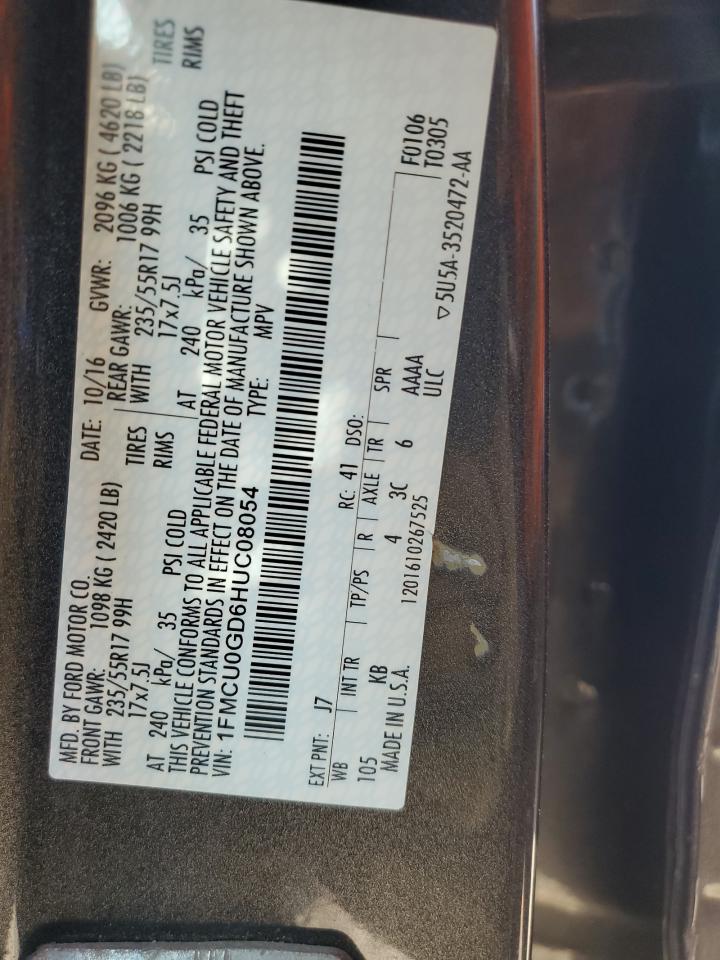 MFD. BY FORD MOTOR CO.
DATE: 10/16 GVWR: 2096 KG ( 4620 LB)
FRONT GAWR: 1098 KG ( 2420 LB)
REAR GAWR: 1006 KG ( 2218 LB)
WITH 235/55R17 99H TIRES
WITH 235/55R17 99H TIRES
17x7.5J RIMS
17x7.5J RIMS
AT 240 kPa/ 35 PSI COLD
AT 240 kPa/ 35 PSI COLD
THIS VEHICLE CONFORMS TO ALL APPLICABLE FEDERAL MOTOR VEHICLE SAFETY AND THEFT
PREVENTION STANDARDS IN EFFECT ON THE DATE OF MANUFACTURE SHOWN ABOVE.
VIN: 1FMCU0GD6HUC08054 TYPE: MPV
EXT PNT: J7 RC: 41 DSO:
WB INT TR TP/PS R AXLE TR SPR
105 KB 4 3C 6 AAAA
MADE IN U.S.A. 1201610267525 ULC
F0106
T0305
▽5U5A-3520472-AA